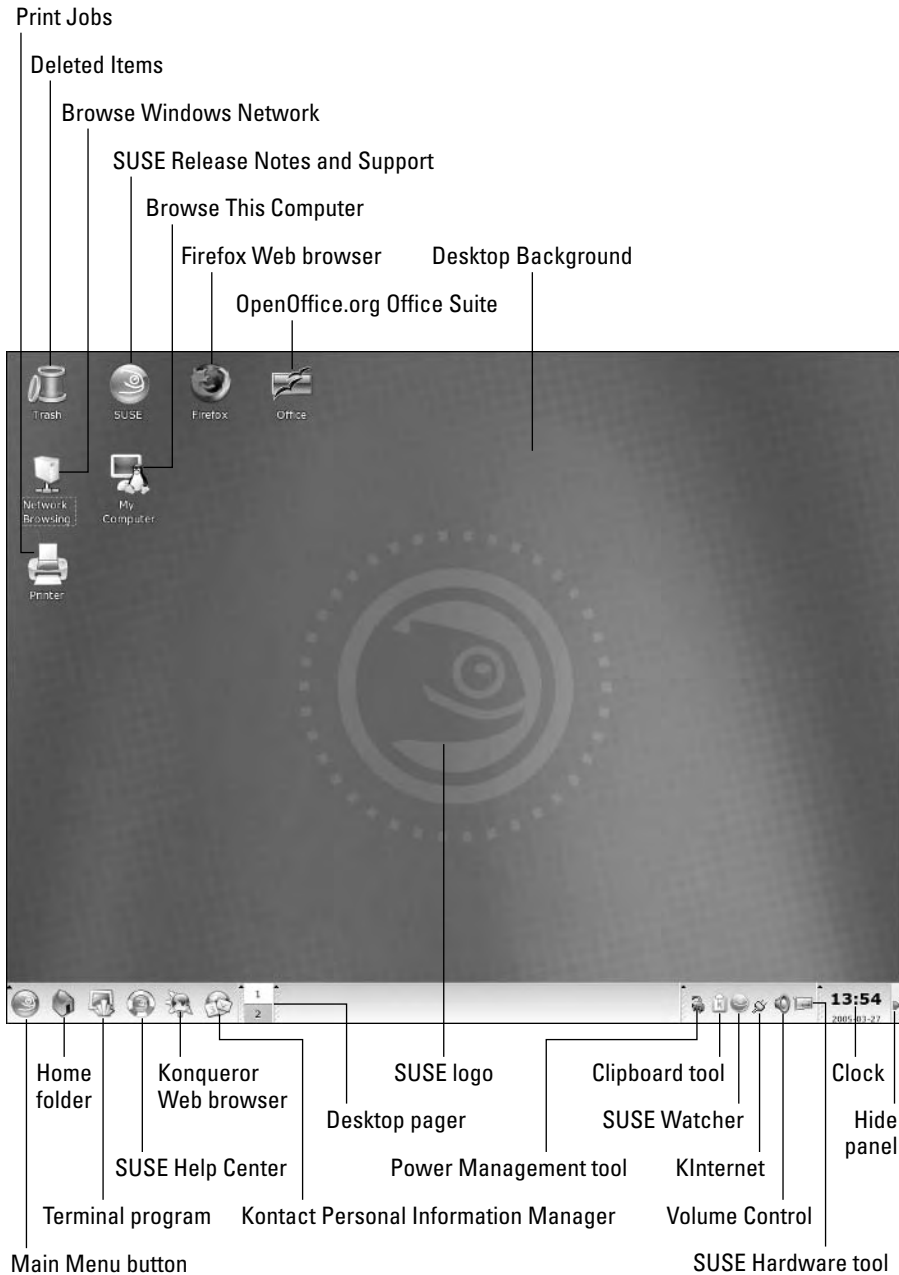 Print Jobs
Deleted Items
Browse Windows Network
SUSE Release Notes and Support
Browse This Computer
Firefox Web browser
Desktop Background
OpenOffice.org Office Suite
Trash
SUSE
Firefox
Office
Network
Browsing
My
Computer
Printer
1
2
13:54
2005-03-27
Home
folder
Konqueror
Web browser
SUSE logo
Clipboard tool
Clock
Desktop pager
SUSE Watcher
Hide
panel
SUSE Help Center
Power Management tool
KInternet
Terminal program
Kontact Personal Information Manager
Volume Control
Main Menu button
SUSE Hardware tool